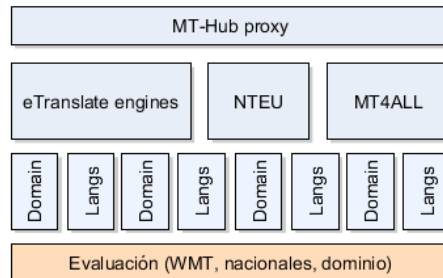 MT-Hub proxy
eTranslate engines
NTEU
MT4ALL
Domain
Langs
Domain
Langs
Domain
Langs
Domain
Langs
Evaluación (WMT, nacionales, dominio)